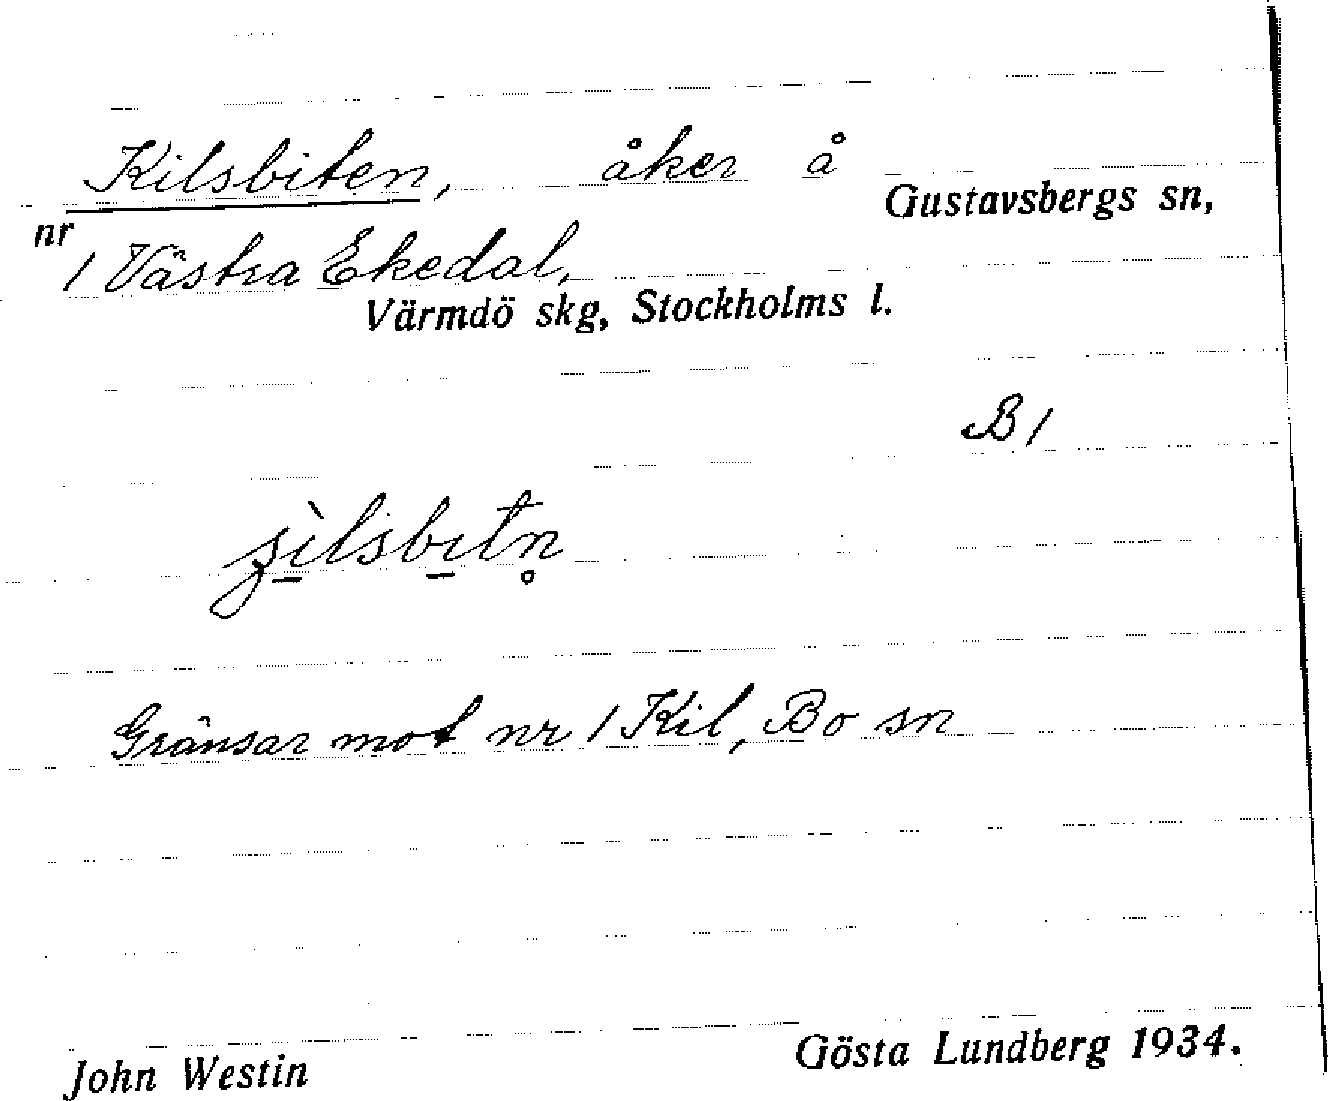 Kilsbiten, åker å
Gustavsbergs sn,
nr
1 Västra Ekedal,
Värmdö skg, Stockholms l.
B 1
Gränsar mot nr 1 Kil, Bo sn
John Westin Gösta Lundberg 1934.